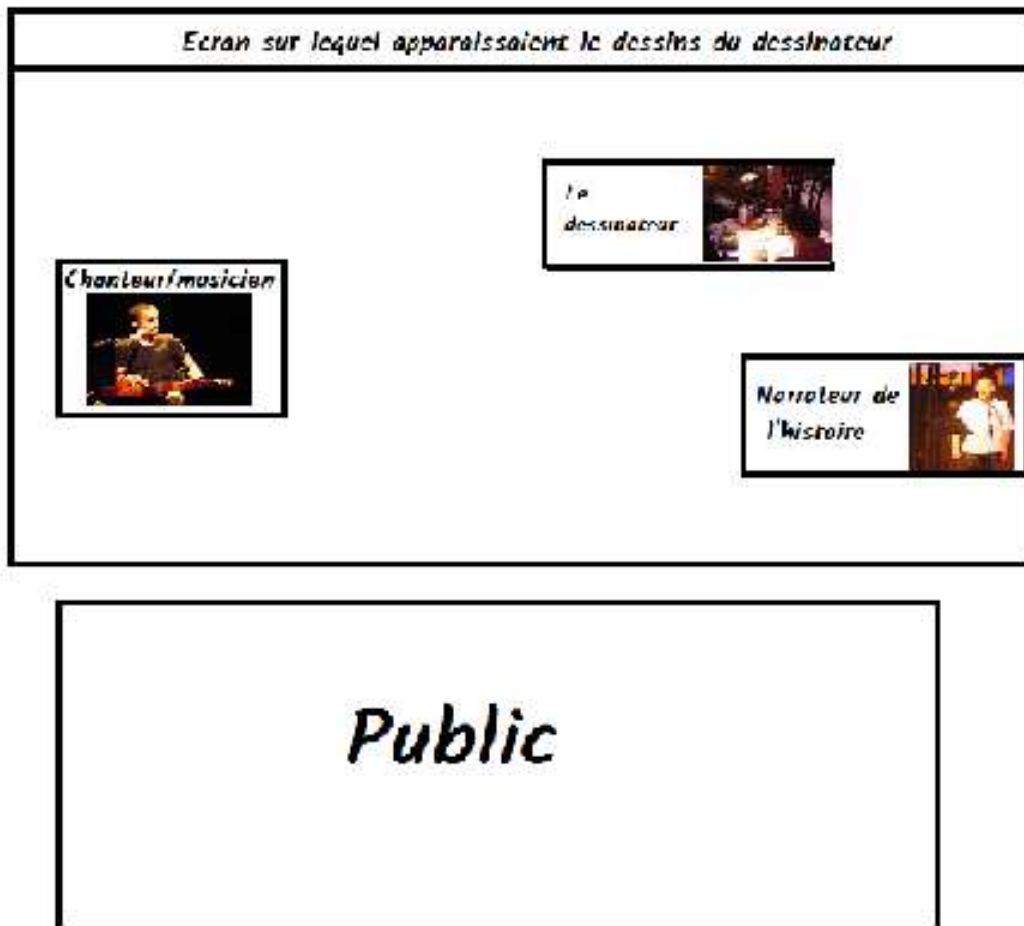 Ecran sur lequel apparaissaient le dessins du dessinateur
Le
dessinateur
Chanteur/musicien
Narrateur de
l'histoire
Public